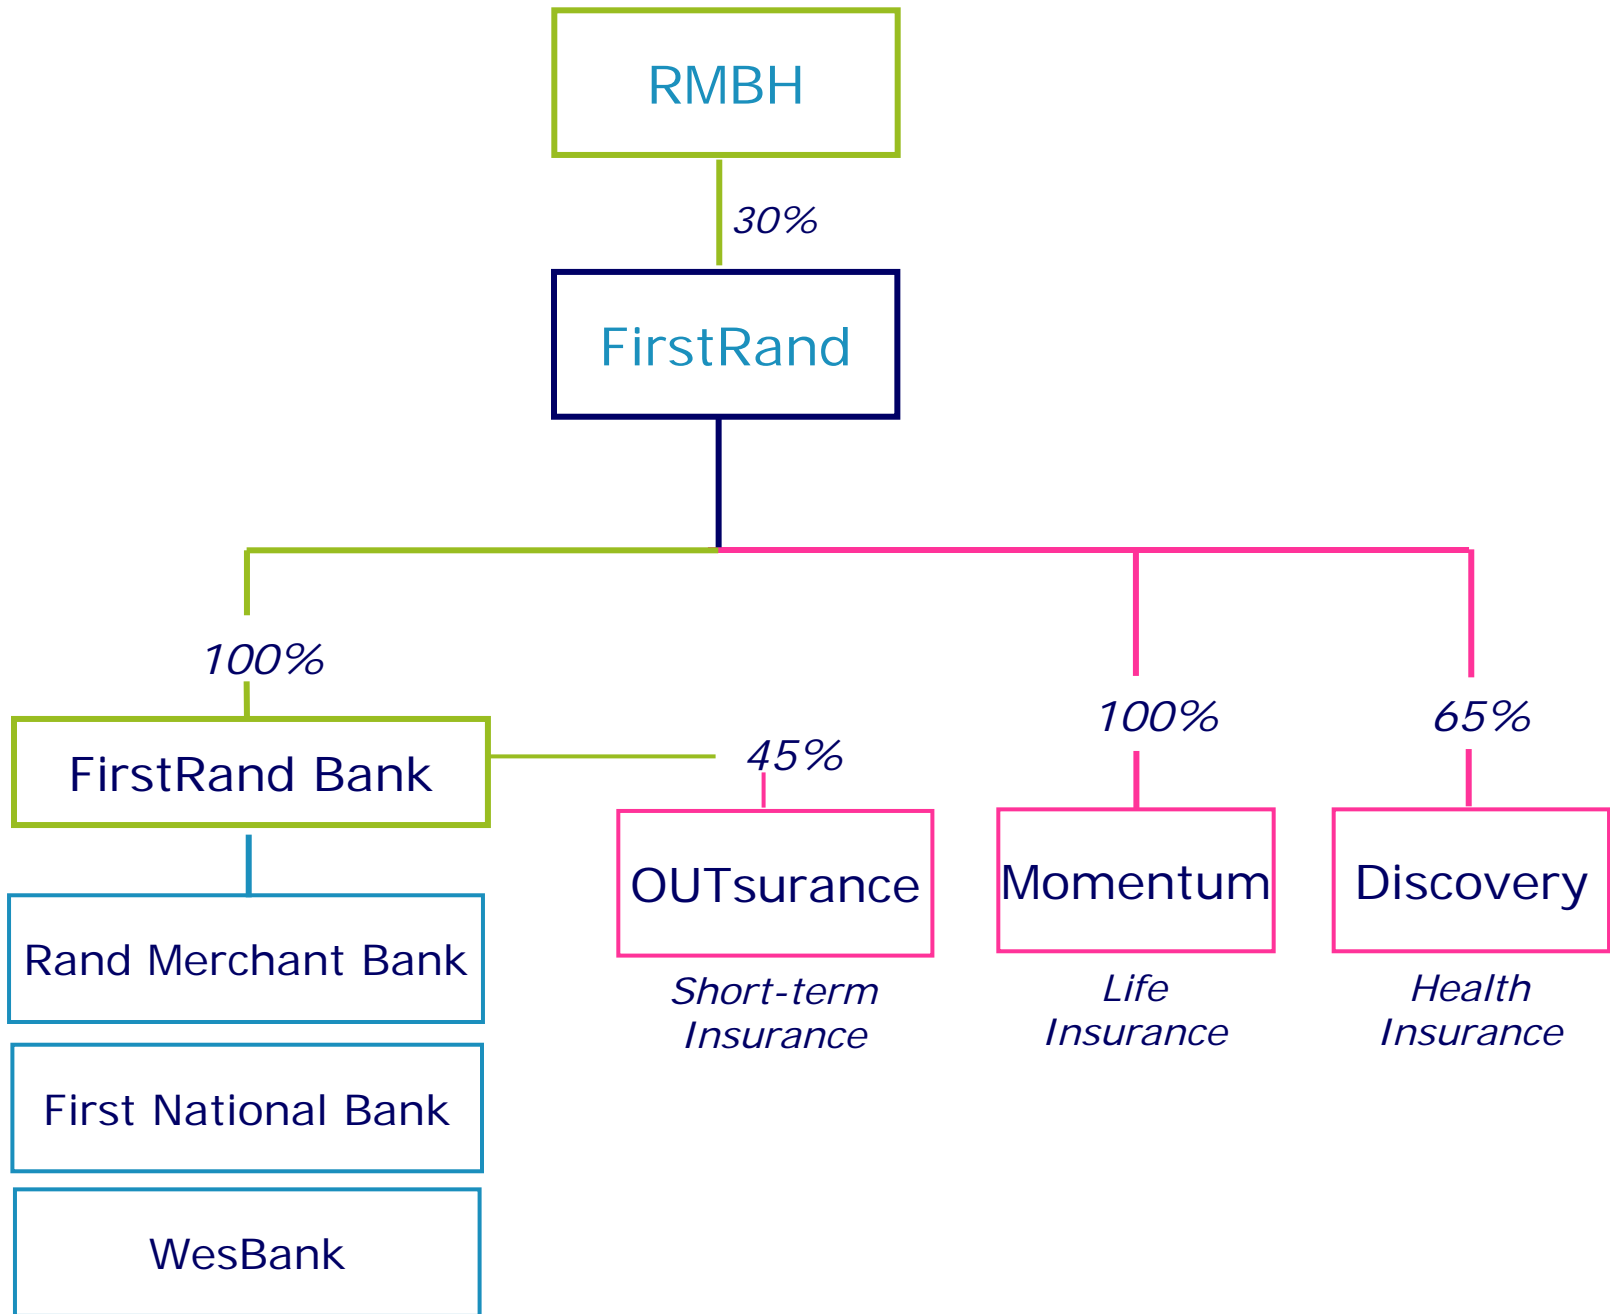 RMBH
30%
FirstRand
100%
FirstRand Bank
45%
100%
65%
OUTsurance
Momentum
Discovery
Short-term
Insurance
Life
Insurance
Health
Insurance
Rand Merchant Bank
First National Bank
WesBank